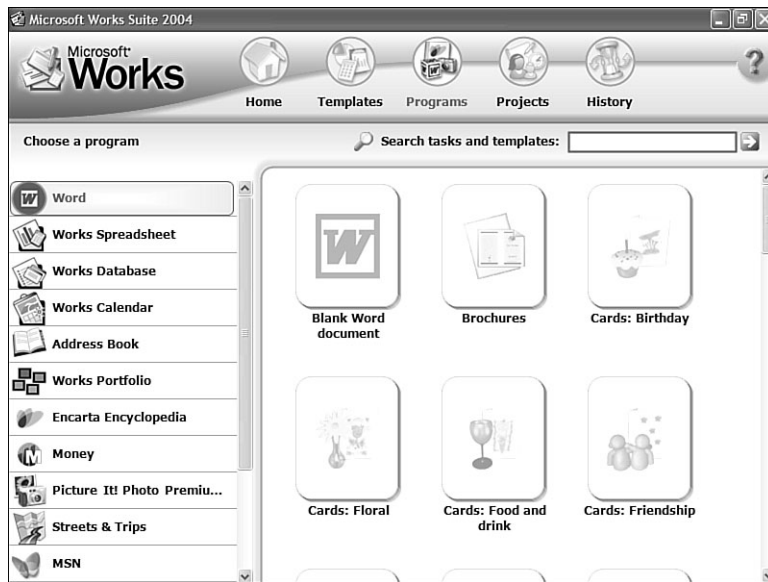 Microsoft Works Suite 2004
Microsoft
Works
Home Templates Programs Projects History
Choose a program
Search tasks and templates:
Word
Works Spreadsheet
Works Database
Works Calendar
Address Book
Works Portfolio
Encarta Encyclopedia
Money
Picture It! Photo Premiu...
Streets & Trips
MSN
Blank Word
document
Brochures
Cards: Birthday
Cards: Floral
Cards: Food and
drink
Cards: Friendship